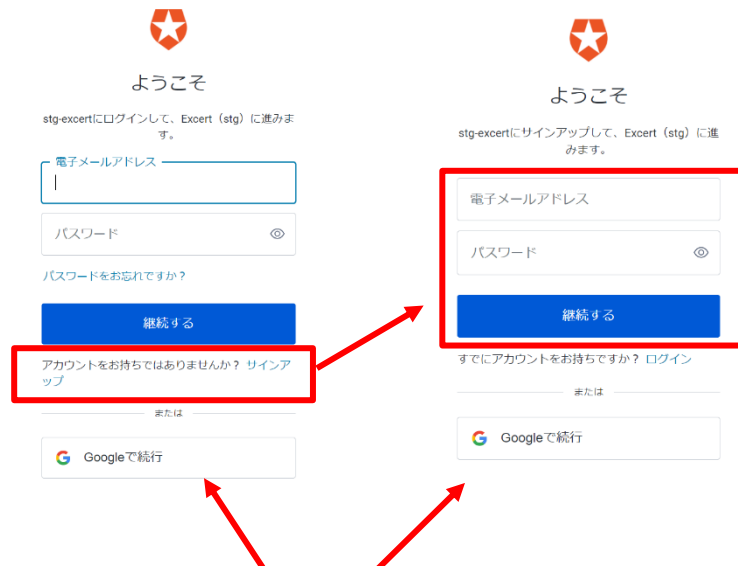 ようこそ
stg-excertにログインして、Excert（stg）に進みま
す。
電子メールアドレス
パスワード
パスワードをお忘れですか？
継続する
アカウントをお持ちではありませんか？ サインア
ップ
または
Googleで続行
ようこそ
stg-excertにサインアップして、Excert（stg）に進
みます。
電子メールアドレス
パスワード
継続する
すでにアカウントをお持ちですか？ ログイン
または
Googleで続行